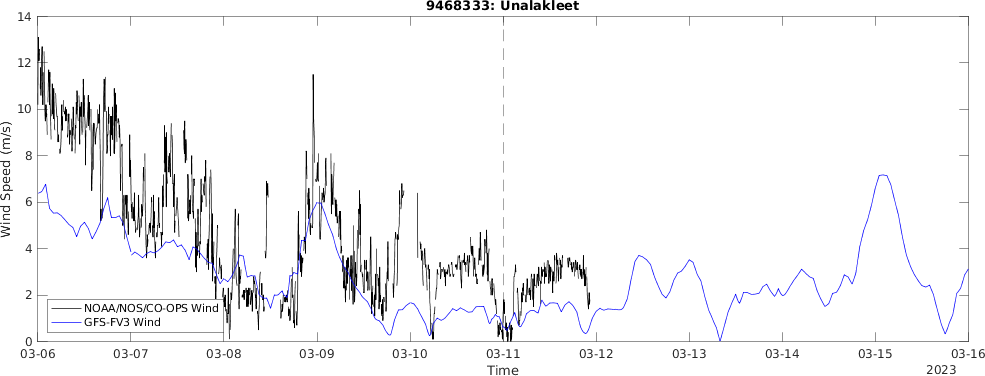 9468333: Unalakleet
Wind Speed (m/s)
14
12
10
8
6
4
2
0
NOAA/NOS/CO-OPS Wind
GFS-FV3 Wind
03-06 03-07 03-08 03-09 03-10 03-11 03-12 03-13 03-14 03-15 03-16
Time
2023